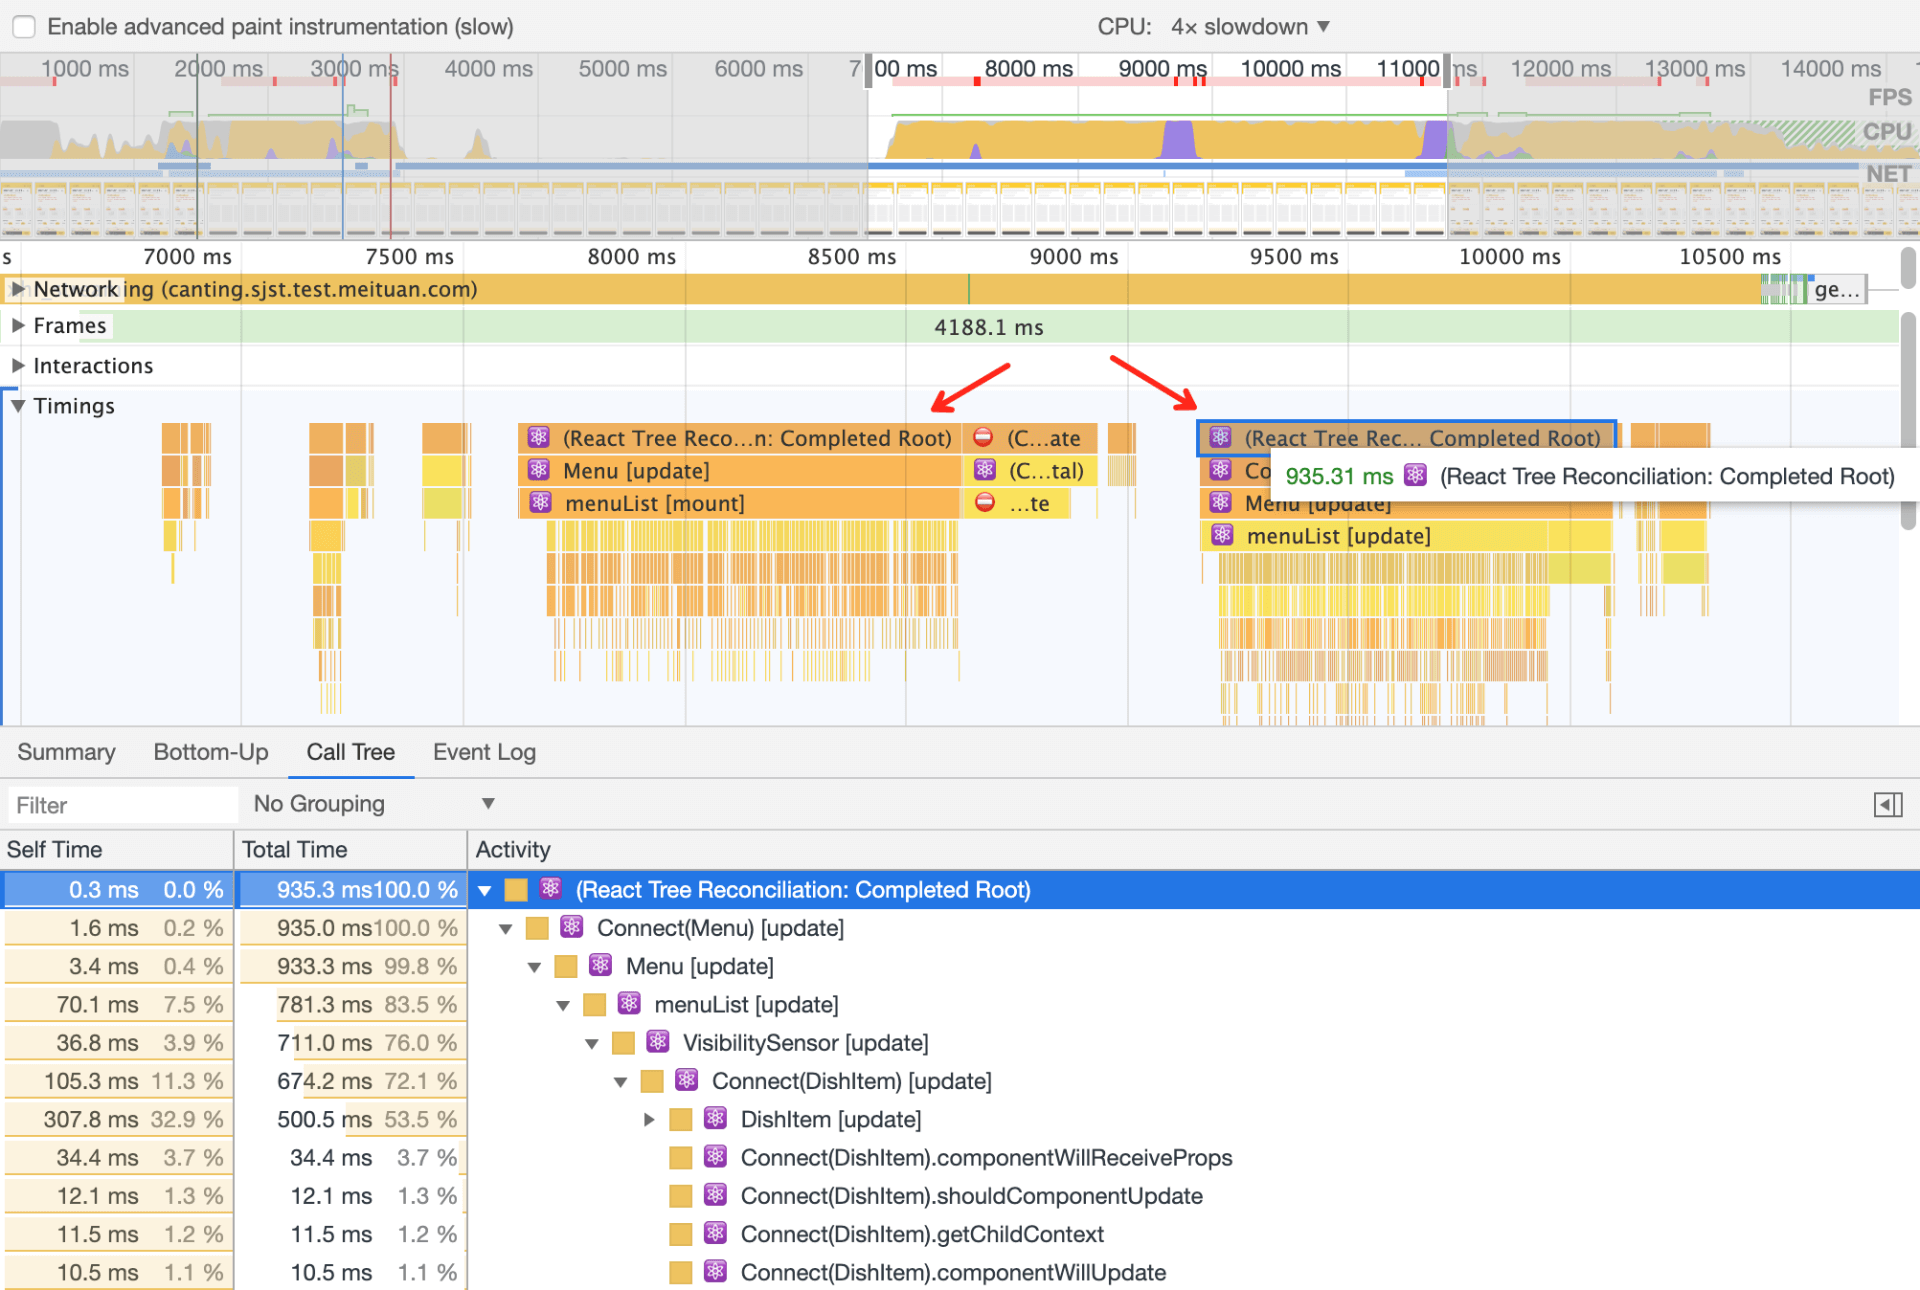 Enable advanced paint instrumentation (slow) CPU: 4× slowdown ▼
1000 ms 2000 ms 3000 ms 4000 ms 5000 ms 6000 ms 7 00 ms 8000 ms 9000 ms 10000 ms 11000 ms 12000 ms 13000 ms 14000 ms
FPS
CPU
NET
s 7000 ms 7500 ms 8000 ms 8500 ms 9000 ms 9500 ms 10000 ms 10500 ms
Network ing (canting.sjst.test.meituan.com) ge…
Frames 4188.1 ms
Interactions
Timings
(React Tree Reco…n: Completed Root) (C…ate (React Tree Rec… Completed Root)
Menu [update] (C…tal) Co 935.31 ms (React Tree Reconciliation: Completed Root)
menuList [mount] …te Menu [update]
menuList [update]
Summary Bottom-Up Call Tree Event Log
Filter No Grouping ▼
Self Time Total Time Activity
0.3 ms 0.0 % 935.3 ms 100.0 % (React Tree Reconciliation: Completed Root)
1.6 ms 0.2 % 935.0 ms 100.0 % Connect(Menu) [update]
3.4 ms 0.4 % 933.3 ms 99.8 % Menu [update]
70.1 ms 7.5 % 781.3 ms 83.5 % menuList [update]
36.8 ms 3.9 % 711.0 ms 76.0 % VisibilitySensor [update]
105.3 ms 11.3 % 674.2 ms 72.1 % Connect(DishItem) [update]
307.8 ms 32.9 % 500.5 ms 53.5 % DishItem [update]
34.4 ms 3.7 % 34.4 ms 3.7 % Connect(DishItem).componentWillReceiveProps
12.1 ms 1.3 % 12.1 ms 1.3 % Connect(DishItem).shouldComponentUpdate
11.5 ms 1.2 % 11.5 ms 1.2 % Connect(DishItem).getChildContext
10.5 ms 1.1 % 10.5 ms 1.1 % Connect(DishItem).componentWillUpdate